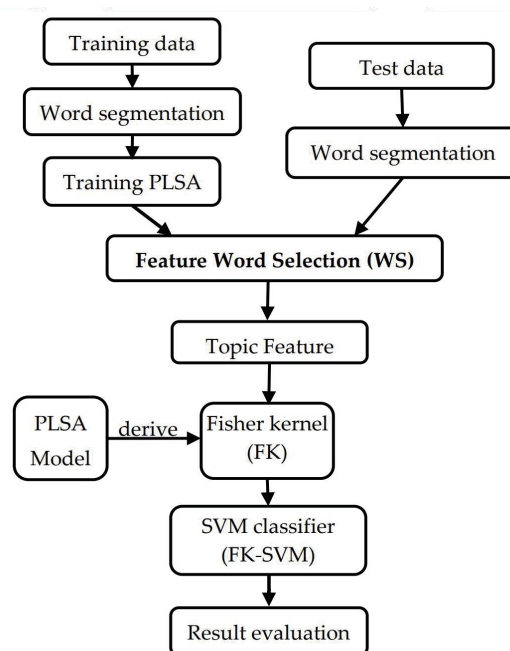 Training data
Test data
Word segmentation
Word segmentation
Training PLSA
Feature Word Selection (WS)
Topic Feature
PLSA
Model
derive
Fisher kernel
(FK)
SVM classifier
(FK-SVM)
Result evaluation